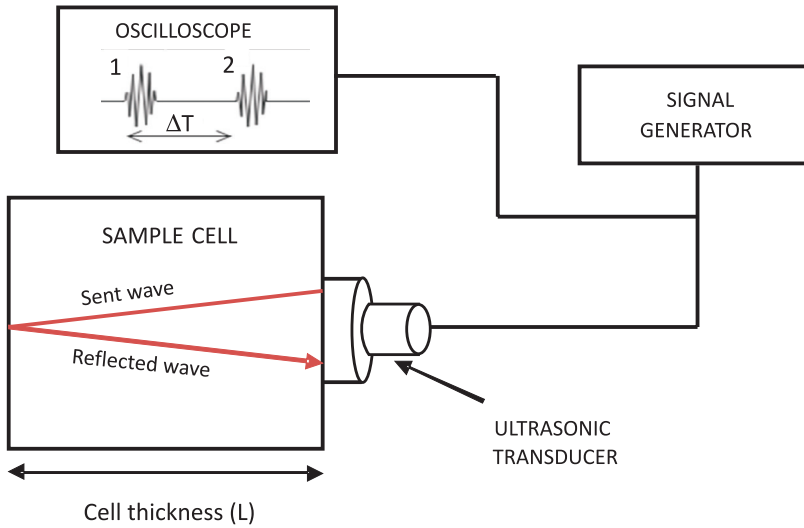 OSCILLOSCOPE
1
2
ΔT
SIGNAL
GENERATOR
SAMPLE CELL
Sent wave
Reflected wave
ULTRASONIC
TRANSDUCER
Cell thickness (L)